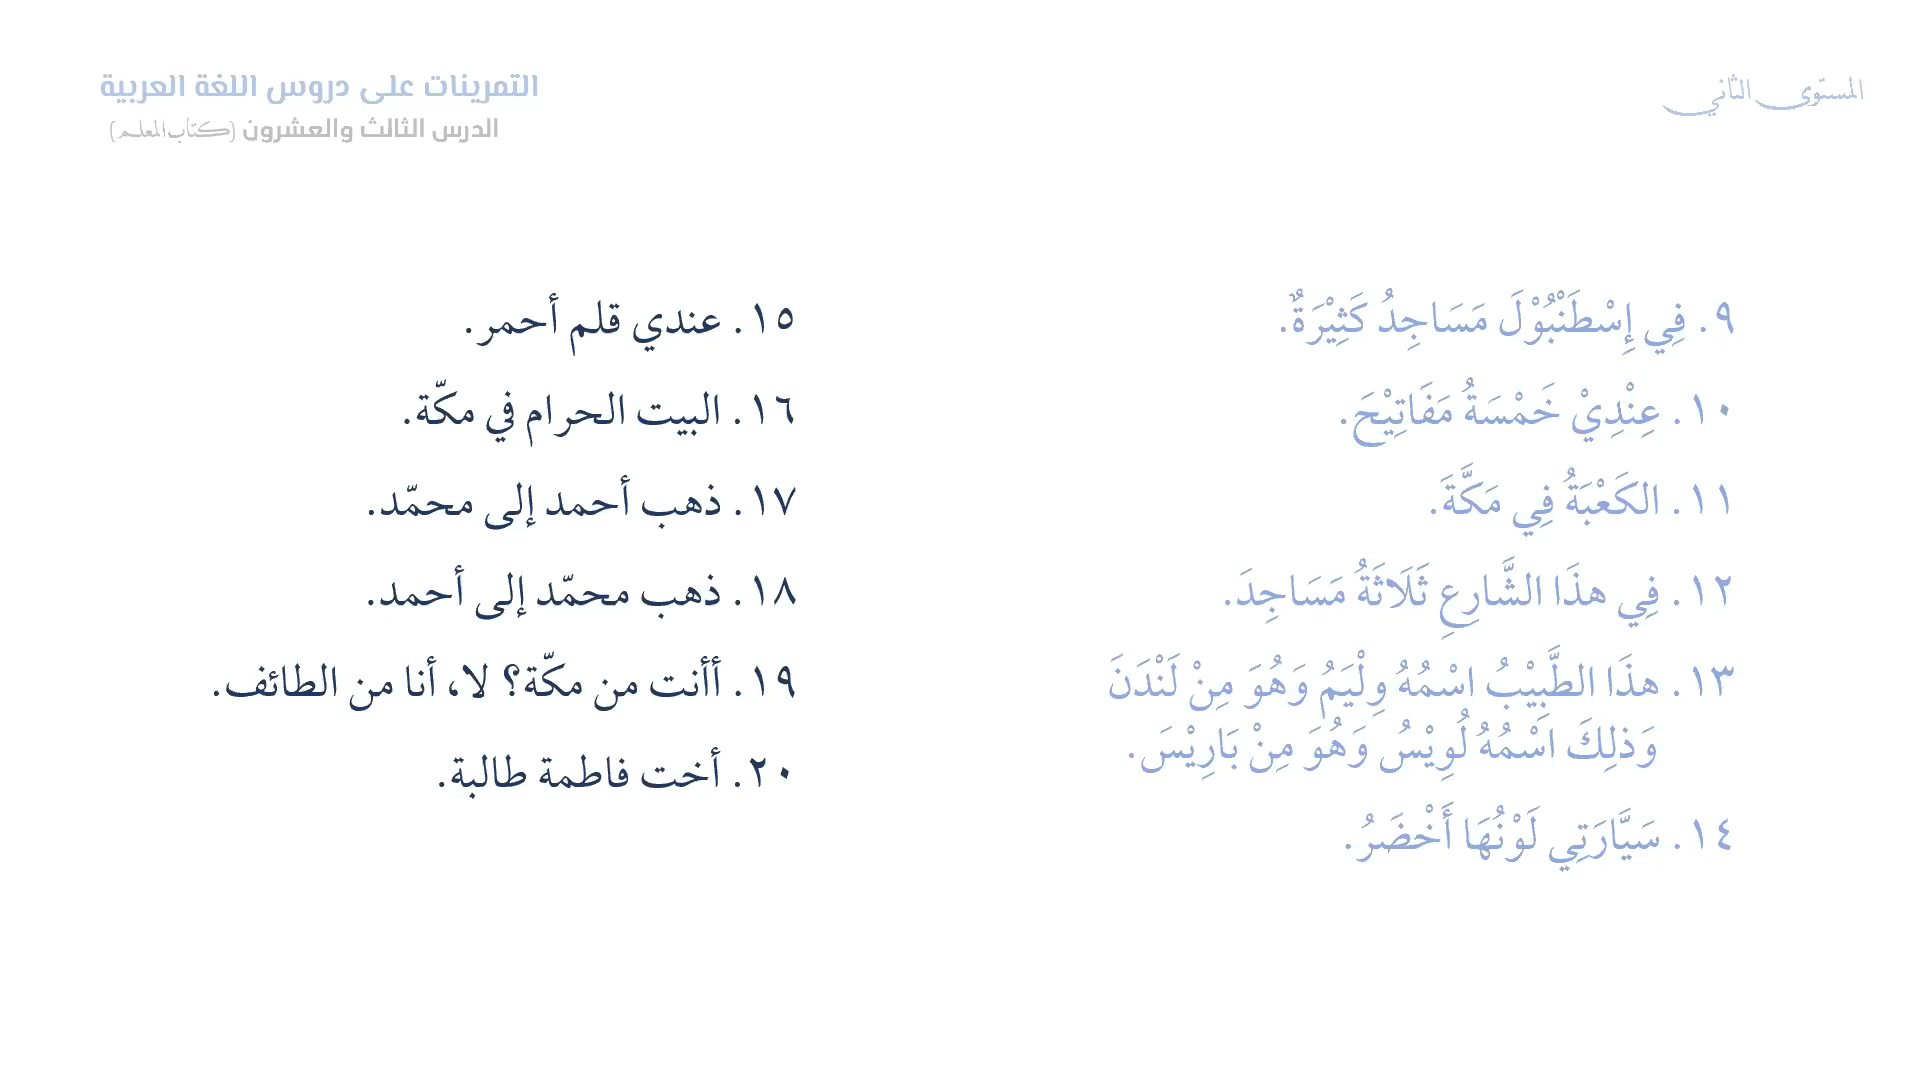 المستوى الثاني
التمرينات على دروس اللغة العربية
الدرس الثالث والعشرون (كتاب المعلم)
٩. فِي إِسْطَنْبُوْلَ مَسَاجِدُ كَثِيْرَةٌ.
١٠. عِنْدِيْ خَمْسَةُ مَفَاتِيْحَ.
١١. الكَعْبَةُ فِي مَكَّةَ.
١٢. فِي هذَا الشَّارِعِ ثَلَاثَةُ مَسَاجِدَ.
١٣. هذَا الطَّبِيْبُ اسْمُهُ وِلْيَمُ وَهُوَ مِنْ لَنْدَنَ
وَذلِكَ اسْمُهُ لُوِيْسُ وَهُوَ مِنْ بَارِيْسَ.
١٤. سَيَّارَتِي لَوْنُهَا أَخْضَرُ.
١٥. عندي قلم أحمر.
١٦. البيت الحرام في مكّة.
١٧. ذهب أحمد إلى محمّد.
١٨. ذهب محمّد إلى أحمد.
١٩. أأنت من مكّة؟ لا، أنا من الطائف.
٢٠. أخت فاطمة طالبة.